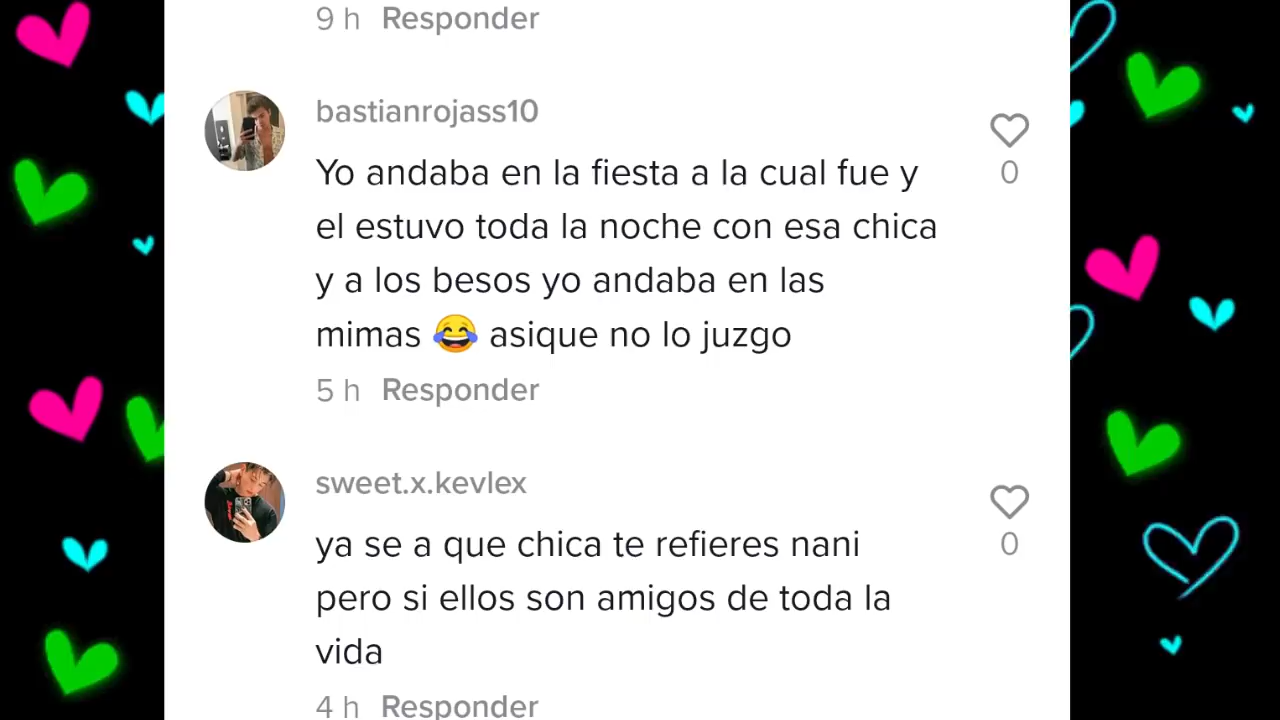 9 h Responder
bastianrojass10
Yo andaba en la fiesta a la cual fue y
el estuvo toda la noche con esa chica
y a los besos yo andaba en las
mimas 😂 asique no lo juzgo
0
5 h Responder
sweet.x.kevlex
ya se a que chica te refieres nani
pero si ellos son amigos de toda la
vida
0
4 h Responder